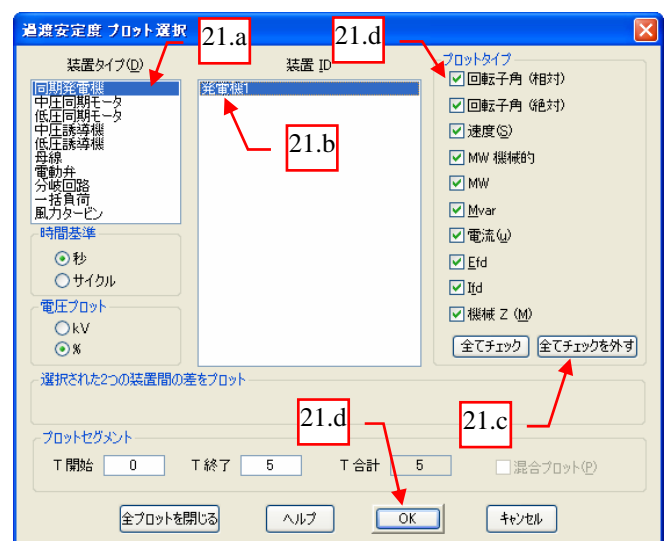 過渡安定度 プロット選択
21.a
21.d
装置タイプ(D)
装置 ID
プロットタイプ
同期発電機
中圧同期モータ
低圧同期モータ
中圧誘導機
低圧誘導機
母線
電動弁
分岐回路
一括負荷
風力タービン
発電機1
21.b
回転子角 (相対)
回転子角 (絶対)
速度(S)
MW 機械的
MW
Mvar
電流(u)
Efd
Ifd
機械 Z (M)
時間基準
秒
サイクル
電圧プロット
kV
%
全てチェック
全てチェックを外す
選択された2つの装置間の差をプロット
21.d
21.c
プロットセグメント
T 開始 0 T 終了 5 T 合計 5 混合プロット(P)
全プロットを閉じる ヘルプ OK キャンセル